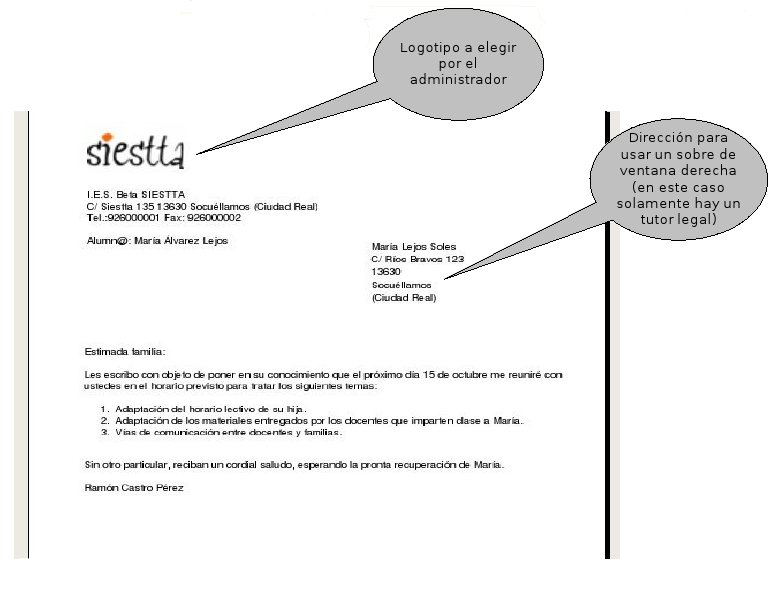 Logotipo a elegir
por el
administrador
Dirección para
usar un sobre de
ventana derecha
(en este caso
solamente hay un
tutor legal)
siestta
I.E.S. Beta SIESTTA
C/ Siestta 135 13630 Socuéllamos (Ciudad Real)
Tel.:926000001 Fax: 926000002
Alumn@: María Álvarez Lejos
María Lejos Soles
C/ Ríos Bravos 123
13630
Socuéllamos
(Ciudad Real)
Estimada familia:
Les escribo con objeto de poner en su conocimiento que el próximo día 15 de octubre me reuniré con
ustedes en el horario previsto para tratar los siguientes temas:
1. Adaptación del horario lectivo de su hija.
2. Adaptación de los materiales entregados por los docentes que imparten clase a María.
3. Vías de comunicación entre docentes y familias.
Sin otro particular, reciban un cordial saludo, esperando la pronta recuperación de María.
Ramón Castro Pérez